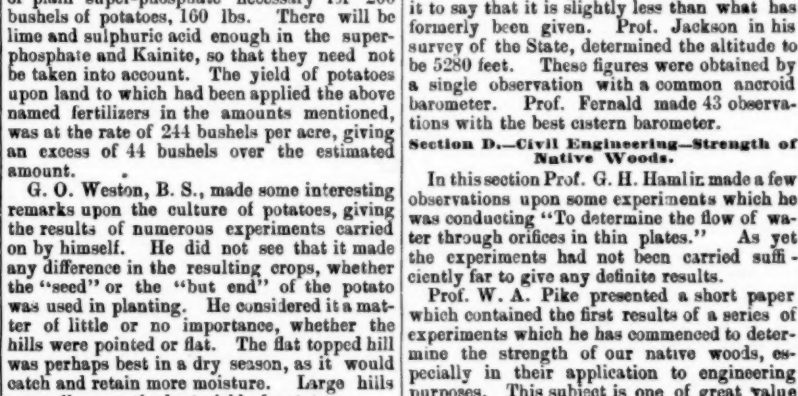 of plain super-phosphate necessary for 200
bushels of potatoes, 160 lbs. There will be
lime and sulphuric acid enough in the super-
phosphate and Kainite, so that they need not
be taken into account. The yield of potatoes
upon land to which had been applied the above
named fertilizers in the amounts mentioned,
was at the rate of 244 bushels per acre, giving
an excess of 44 bushels over the estimated
amount.
G. O. Weston, B. S., made some interesting
remarks upon the culture of potatoes, giving
the results of numerous experiments carried
on by himself. He did not see that it made
any difference in the resulting crops, whether
the "seed" or the "but end" of the potato
was used in planting. He considered it a mat-
ter of little or no importance, whether the
hills were pointed or flat. The flat topped hill
was perhaps best in a dry season, as it would
catch and retain more moisture. Large hills
it to say that it is slightly less than what has
formerly been given. Prof. Jackson in his
survey of the State, determined the altitude to
be 5280 feet. These figures were obtained by
a single observation with a common aneroid
barometer. Prof. Fernald made 43 observa-
tions with the best cistern barometer.
Section D.—Civil Engineering—Strength of
Native Woods.
In this section Prof. G. H. Hamlin made a few
observations upon some experiments which he
was conducting "To determine the flow of wa-
ter through orifices in thin plates." As yet
the experiments had not been carried suffi-
ciently far to give any definite results.
Prof. W. A. Pike presented a short paper
which contained the first results of a series of
experiments which he has commenced to deter-
mine the strength of our native woods, es-
pecially in their application to engineering
purposes. This subject is one of great value